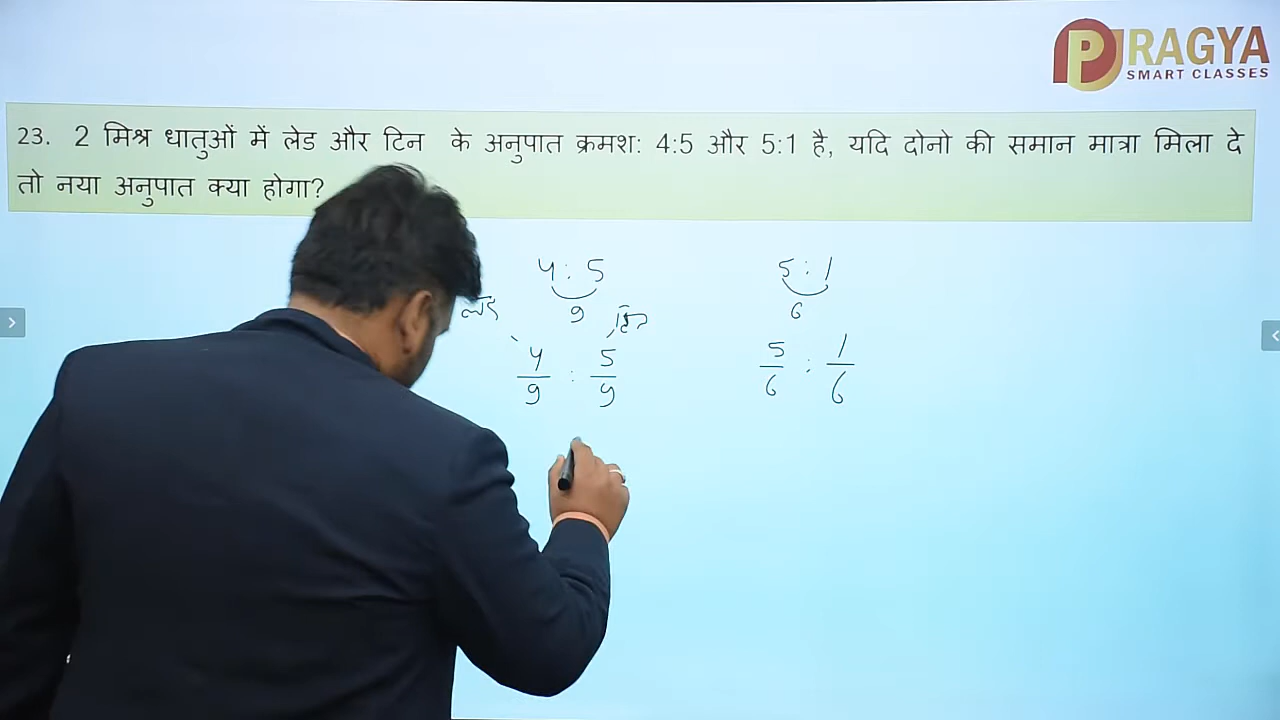 PRAGYA
SMART CLASSES
23. 2 मिश्र धातुओं में लेड और टिन के अनुपात क्रमश: 4:5 और 5:1 है, यदि दोनो की समान मात्रा मिला दे
तो नया अनुपात क्या होगा?
4 : 5 5 : 1
9 6
लेड टिन
4/9 : 5/9 5/6 : 1/6